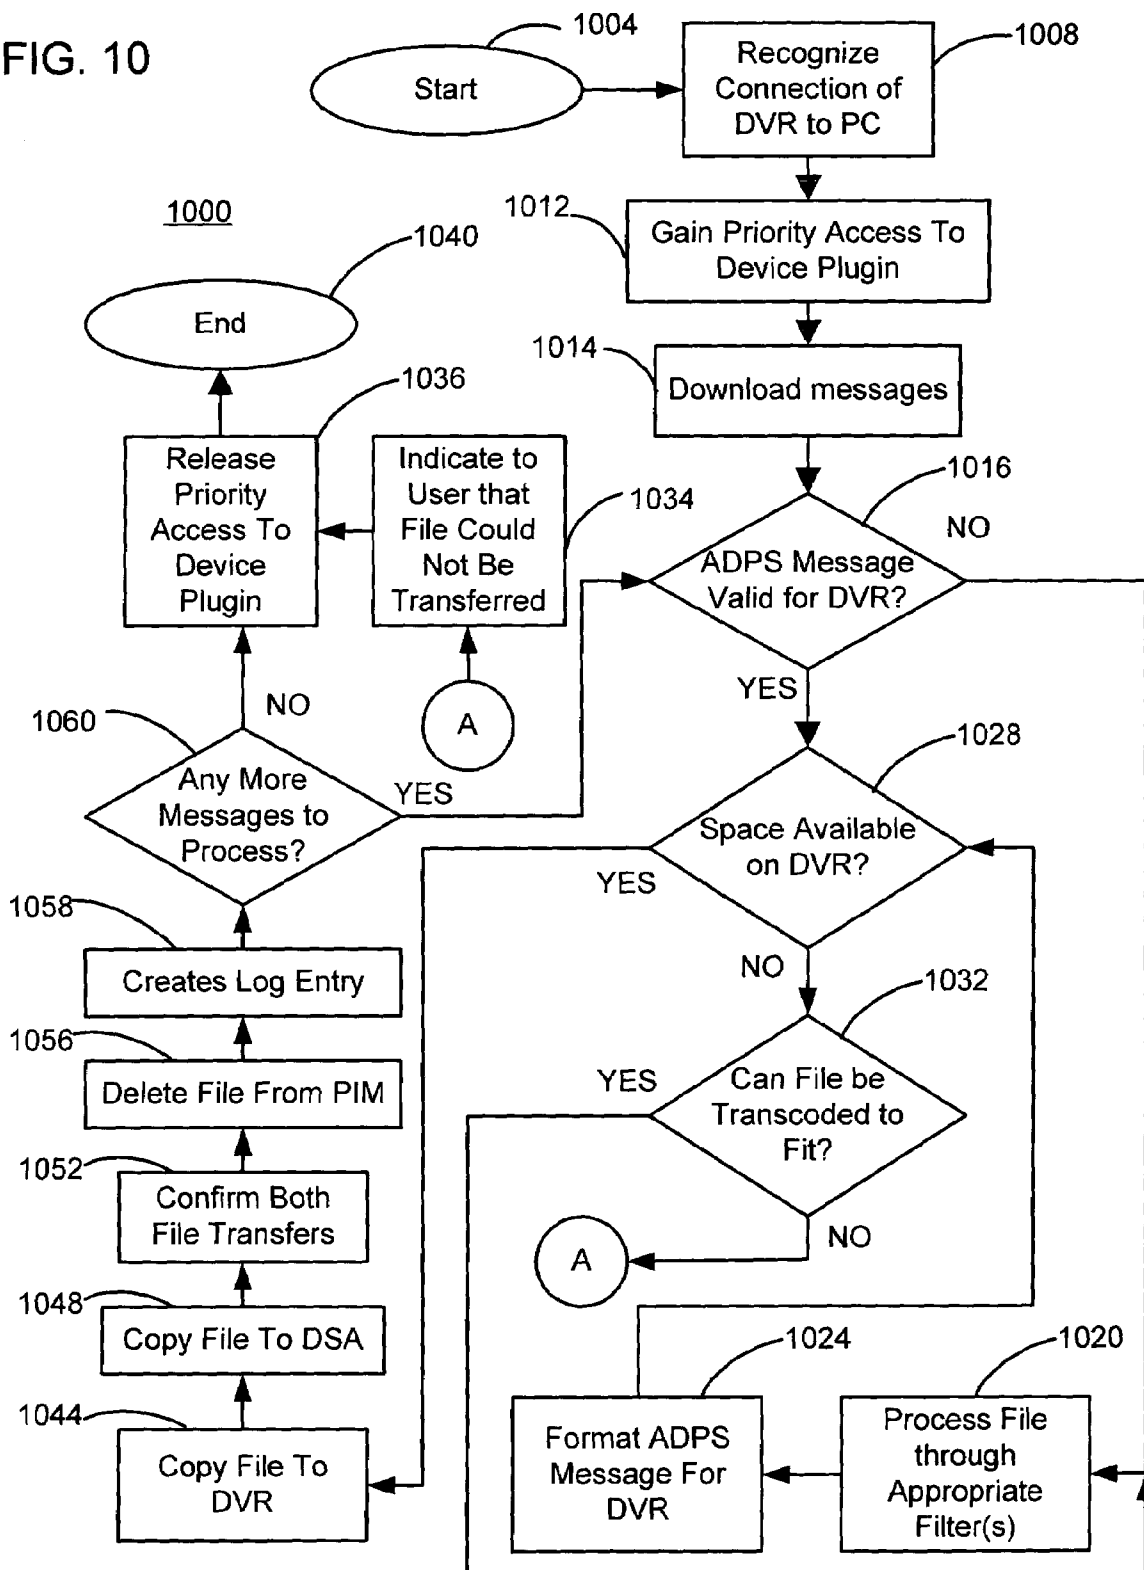 FIG. 10
1004
Start
1008
Recognize
Connection of
DVR to PC
1000
1012
Gain Priority Access To
Device Plugin
1040
End
1014
Download messages
1036
Release
Priority
Access To
Device
Plugin
Indicate to
User that
File Could
Not Be
Transferred
1034
1016
NO
ADPS Message
Valid for DVR?
YES
A
NO
1060
Any More
Messages to
Process?
YES
1028
Space Available
on DVR?
YES
NO
1058
Creates Log Entry
1032
YES
Can File be
Transcoded to
Fit?
NO
A
1056
Delete File From PIM
1052
Confirm Both
File Transfers
1048
Copy File To DSA
1044
Copy File To
DVR
1024
Format ADPS
Message For
DVR
1020
Process File
through
Appropriate
Filter(s)